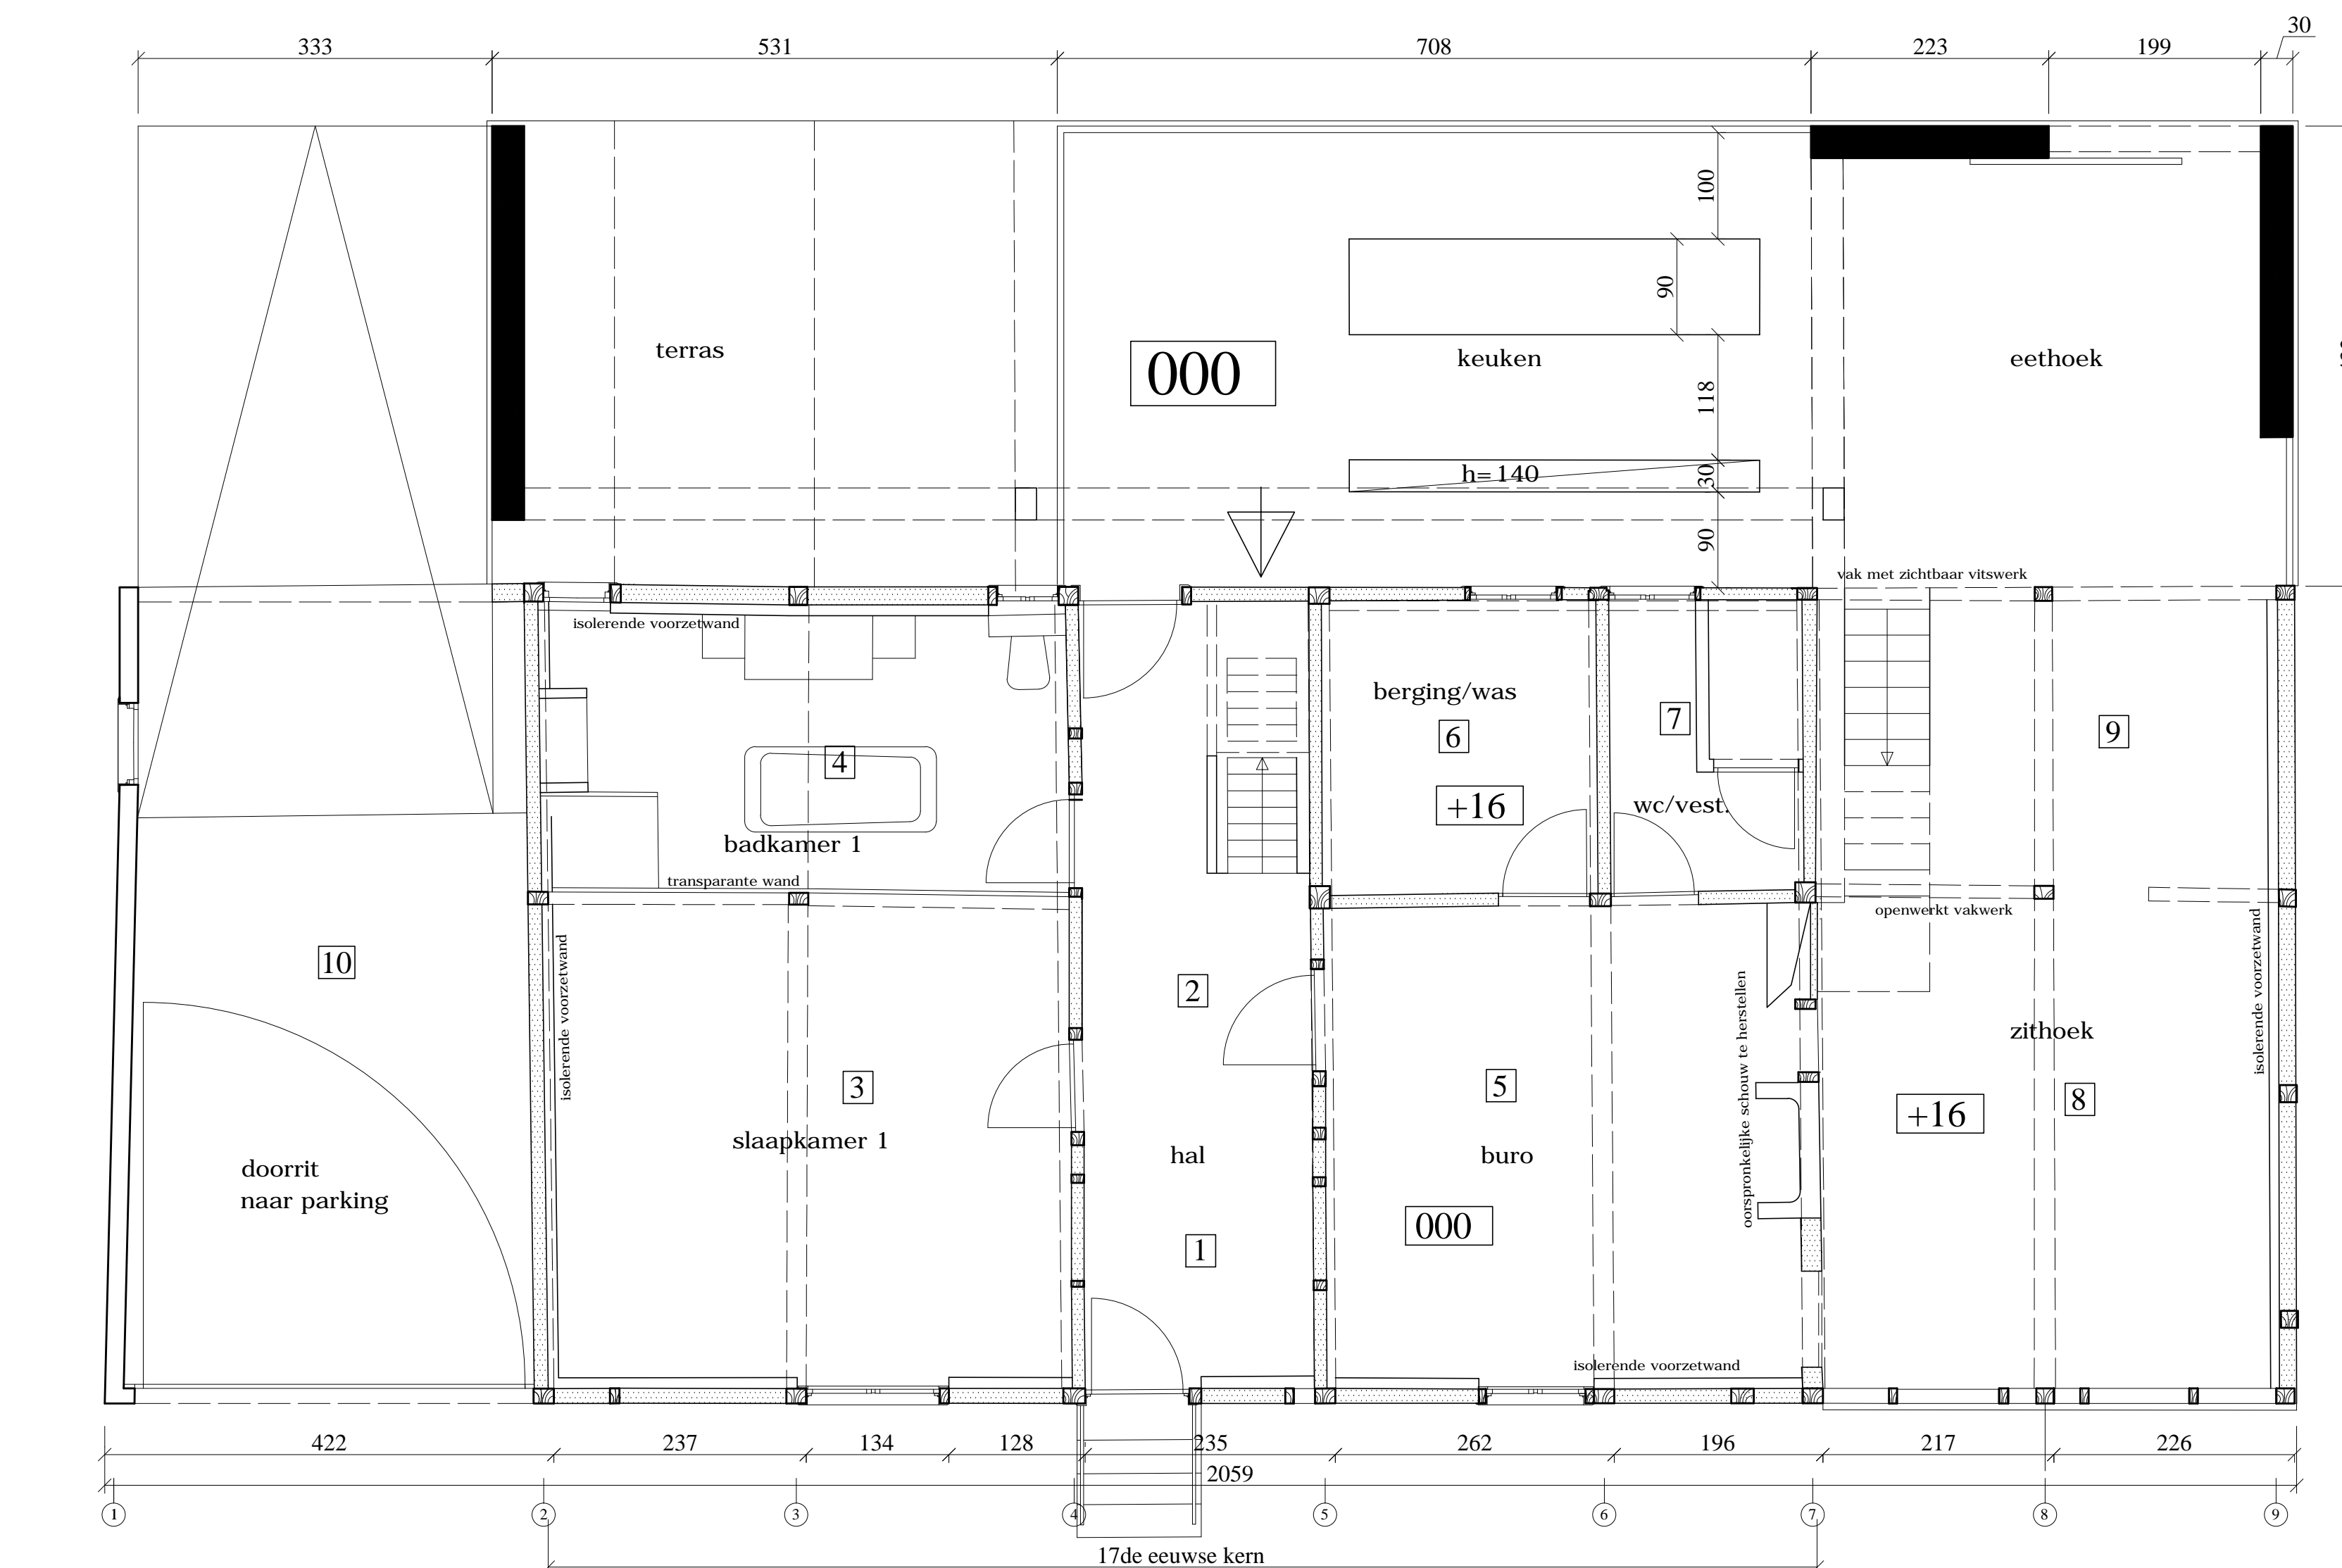 30
333 531 708 223 199
100
90
terras
000
keuken
eethoek
118
h=140
30
90
vak met zichtbaar vitswerk
isolerende voorzetwand
berging/was
7
6
9
4
+16
wc/vest.
badkamer 1
transparante wand
openwerkt vakwerk
10
isolerende voorzetwand
2
oorspronkelijke schouw te herstellen
isolerende voorzetwand
zithoek
3
5
+16
8
slaapkamer 1
hal
buro
doorrit
naar parking
000
1
isolerende voorzetwand
422 237 134 128 235 262 196 217 226
2059
1 2 3 4 5 6 7 8 9
17de eeuwse kern